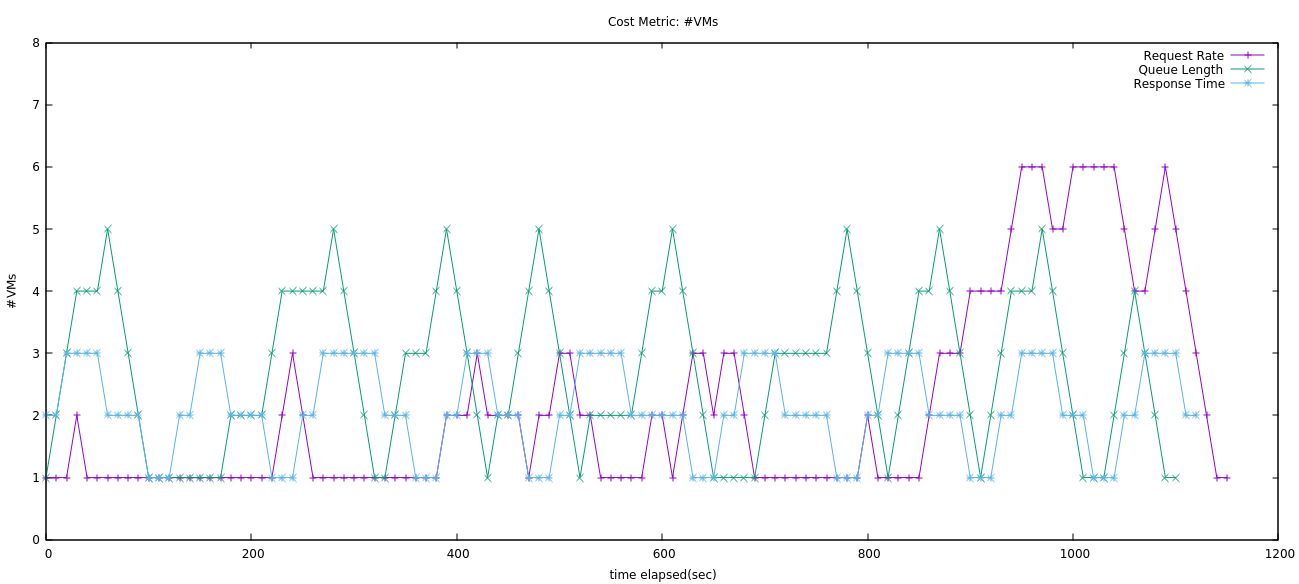 Cost Metric: #VMs
8
7
6
5
4
3
2
1
0
#VMs
Request Rate
Queue Length
Response Time
0 200 400 600 800 1000 1200
time elapsed(sec)